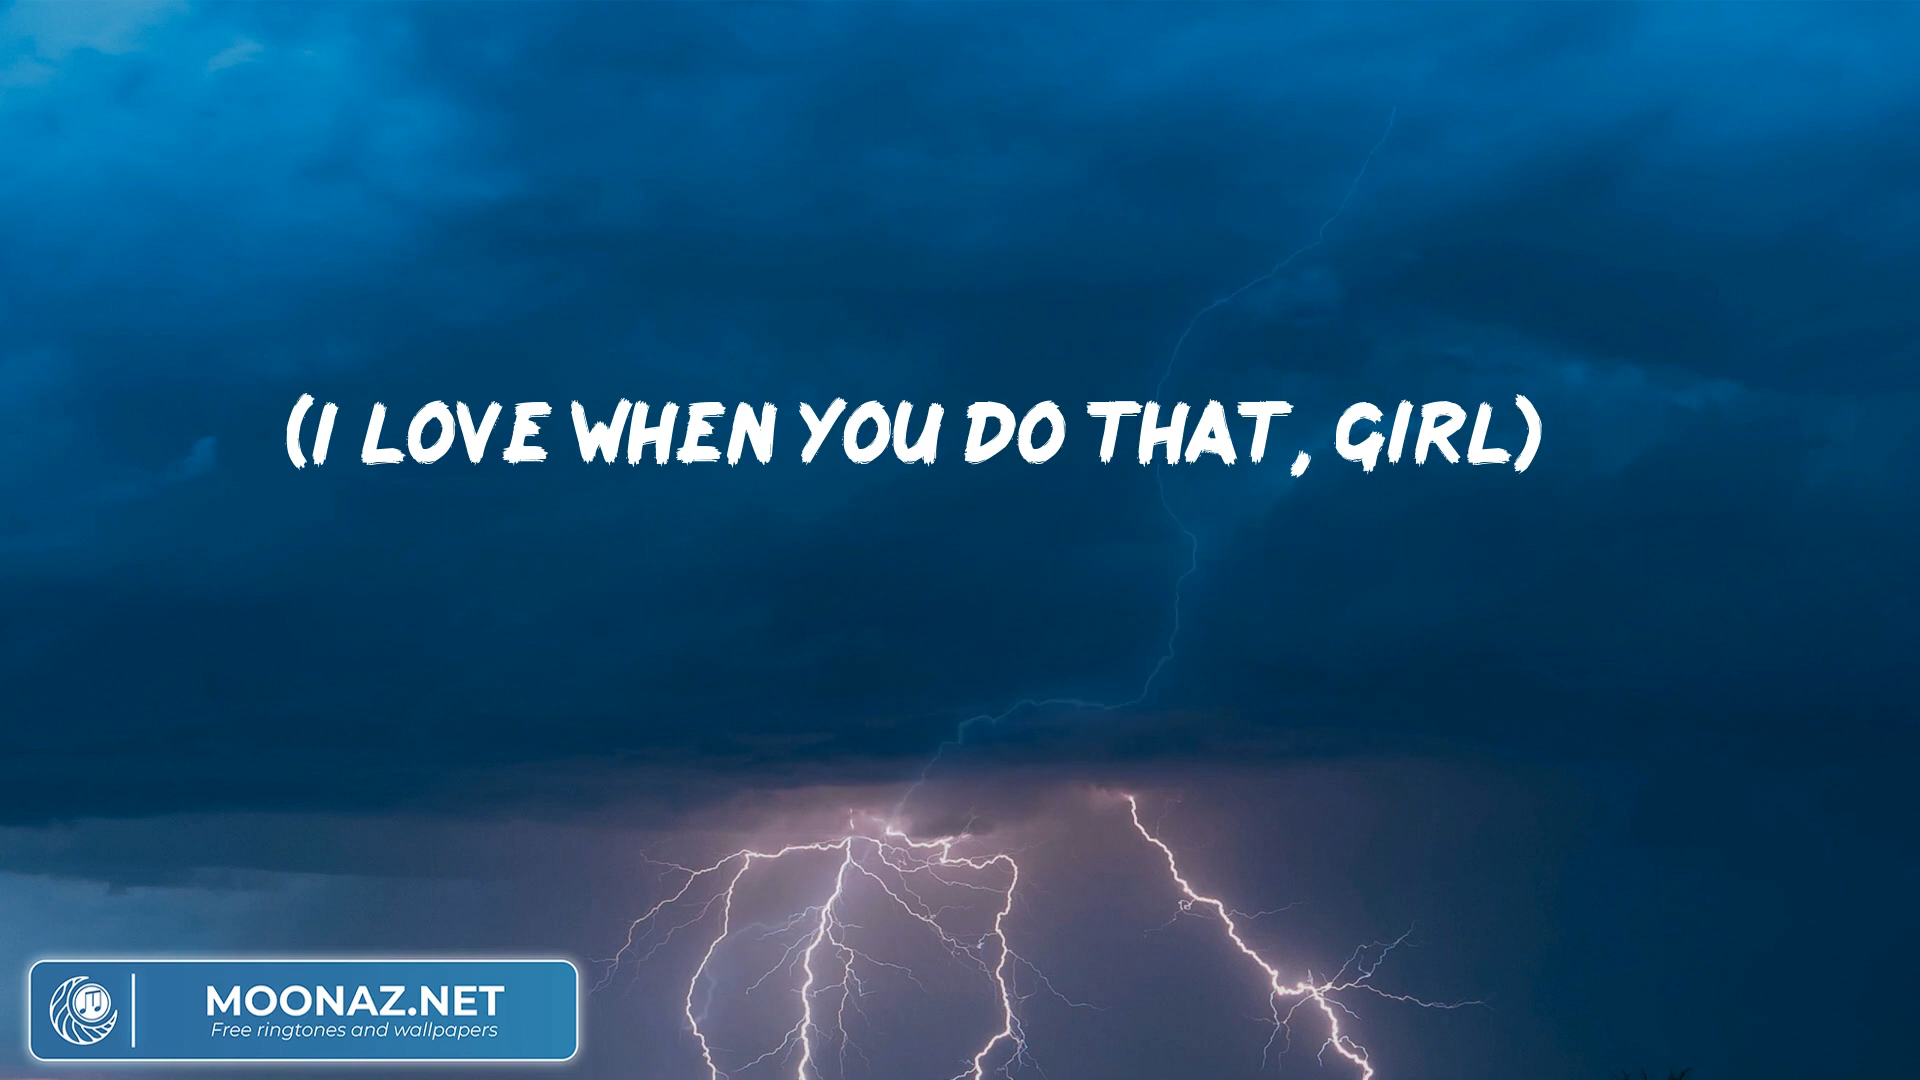 (I LOVE WHEN YOU DO THAT, GIRL)
MOONAZ.NET
Free ringtones and wallpapers